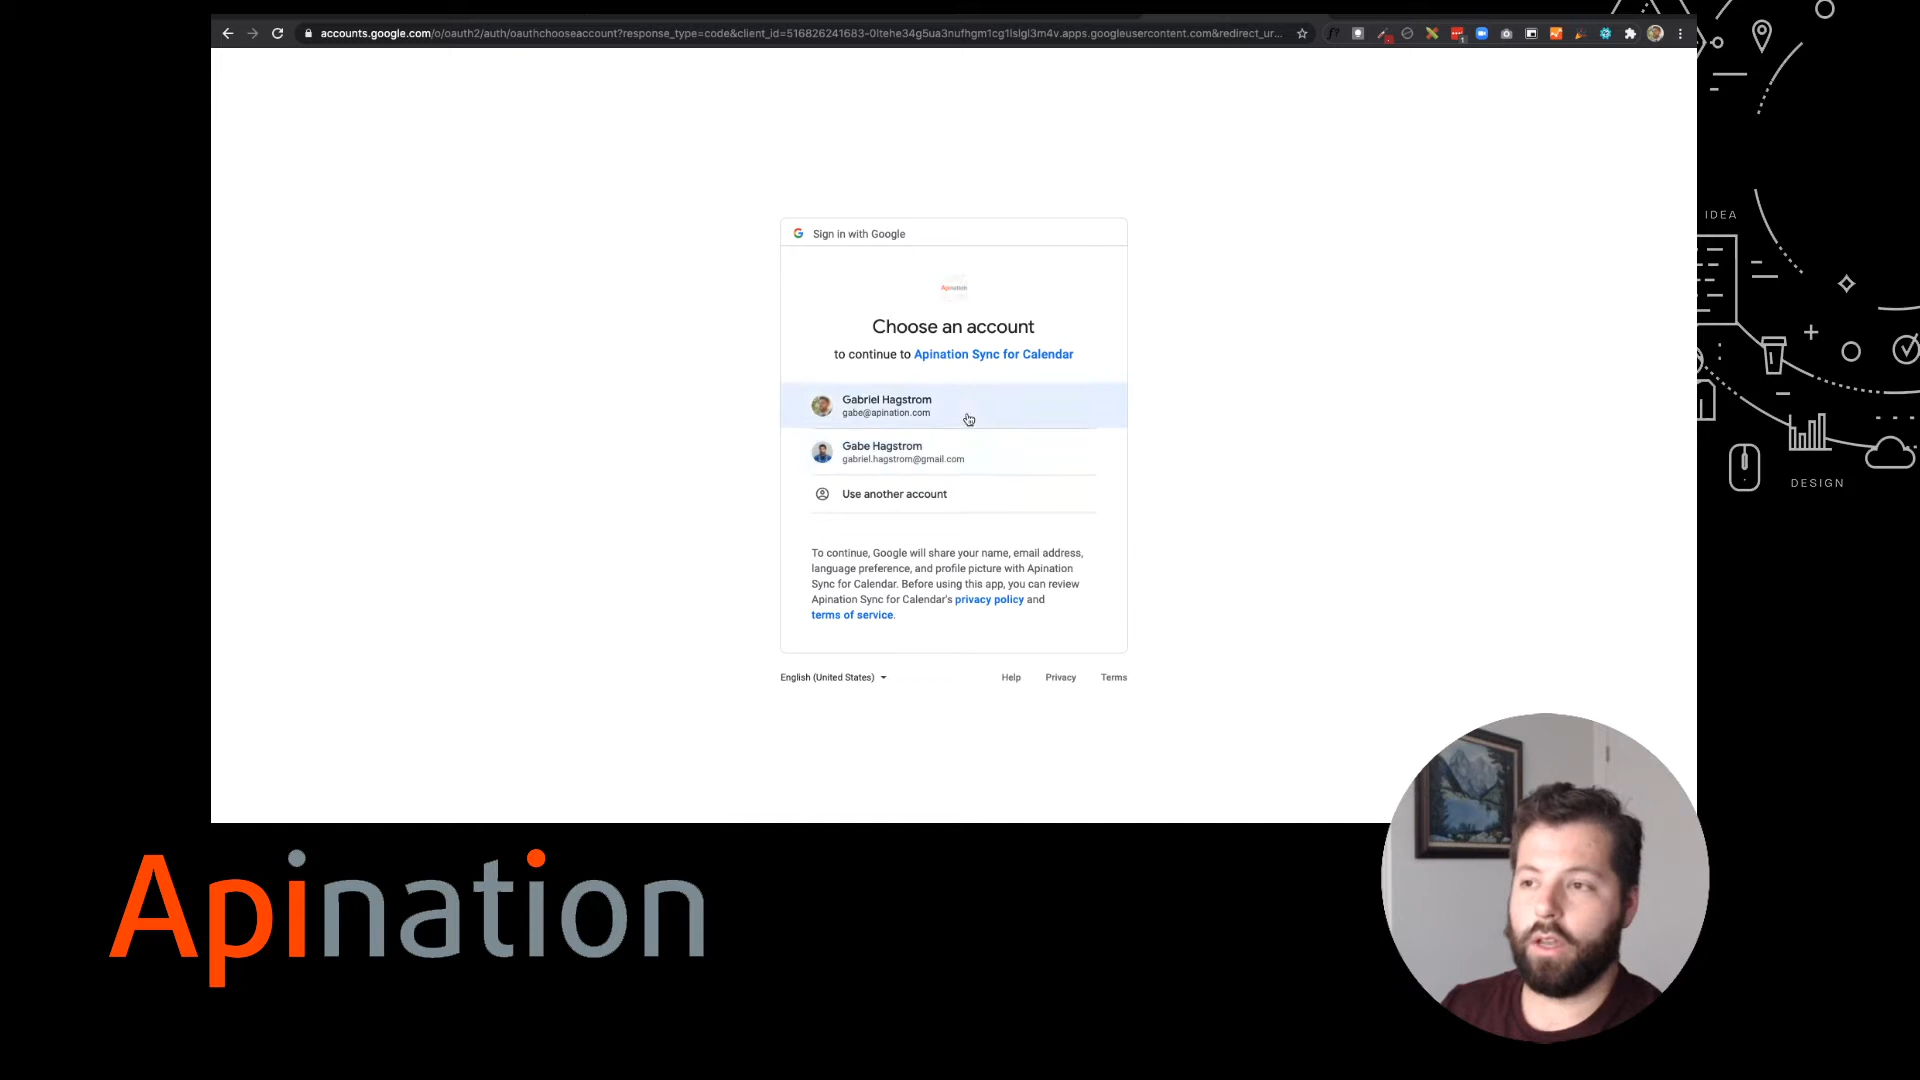 accounts.google.com/o/oauth2/auth/oauthchooseaccount?response_type=code&client_id=516826241683-0ltehe34g5ua3nufhgm1cg1lslgl3m4v.apps.googleusercontent.com&redirect_ur...
Sign in with Google
Apination
Choose an account
to continue to Apination Sync for Calendar
Gabriel Hagstrom
gabe@apination.com
Gabe Hagstrom
gabriel.hagstrom@gmail.com
Use another account
To continue, Google will share your name, email address,
language preference, and profile picture with Apination
Sync for Calendar. Before using this app, you can review
Apination Sync for Calendar's privacy policy and
terms of service.
English (United States)
Help
Privacy
Terms
IDEA
DESIGN
Apination